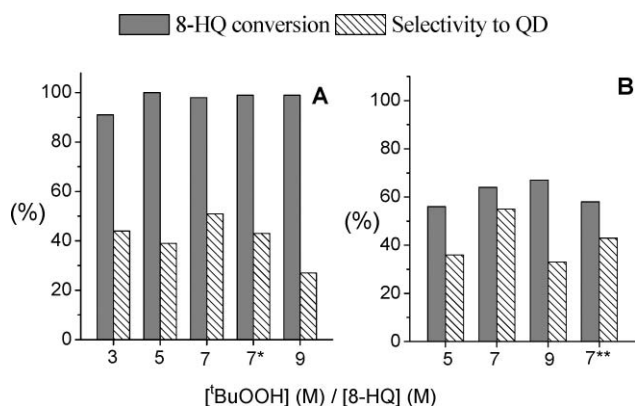 8-HQ conversion Selectivity to QD
A
B
100
80
60
40
20
0
(%)
3 5 7 7* 9
100
80
60
40
20
0
(%)
5 7 9 7**
[ᵗBuOOH] (M) / [8-HQ] (M)